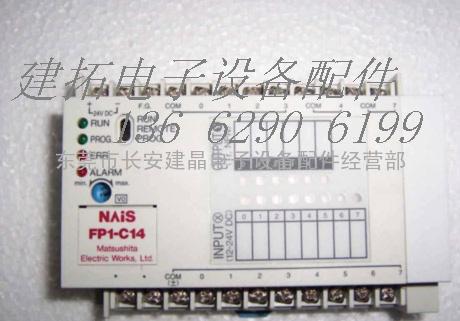 建拓电子设备配件
136 6290 6199
东莞市长安建晶电子设备配件经营部
+ − F.G. COM 0 1 2 3 COM 4 COM 7
24V DC
RUN
PROG.
ERR.
ALARM
RUN
REMOTE
PROG.
min. max.
V0
NAiS
FP1-C14
Matsushita
Electric Works, Ltd.
INPUT
(12-24V DC)
0 1 2 3 4 5 6 7
COM
(±) 0 1 2 3 4 5 6 7